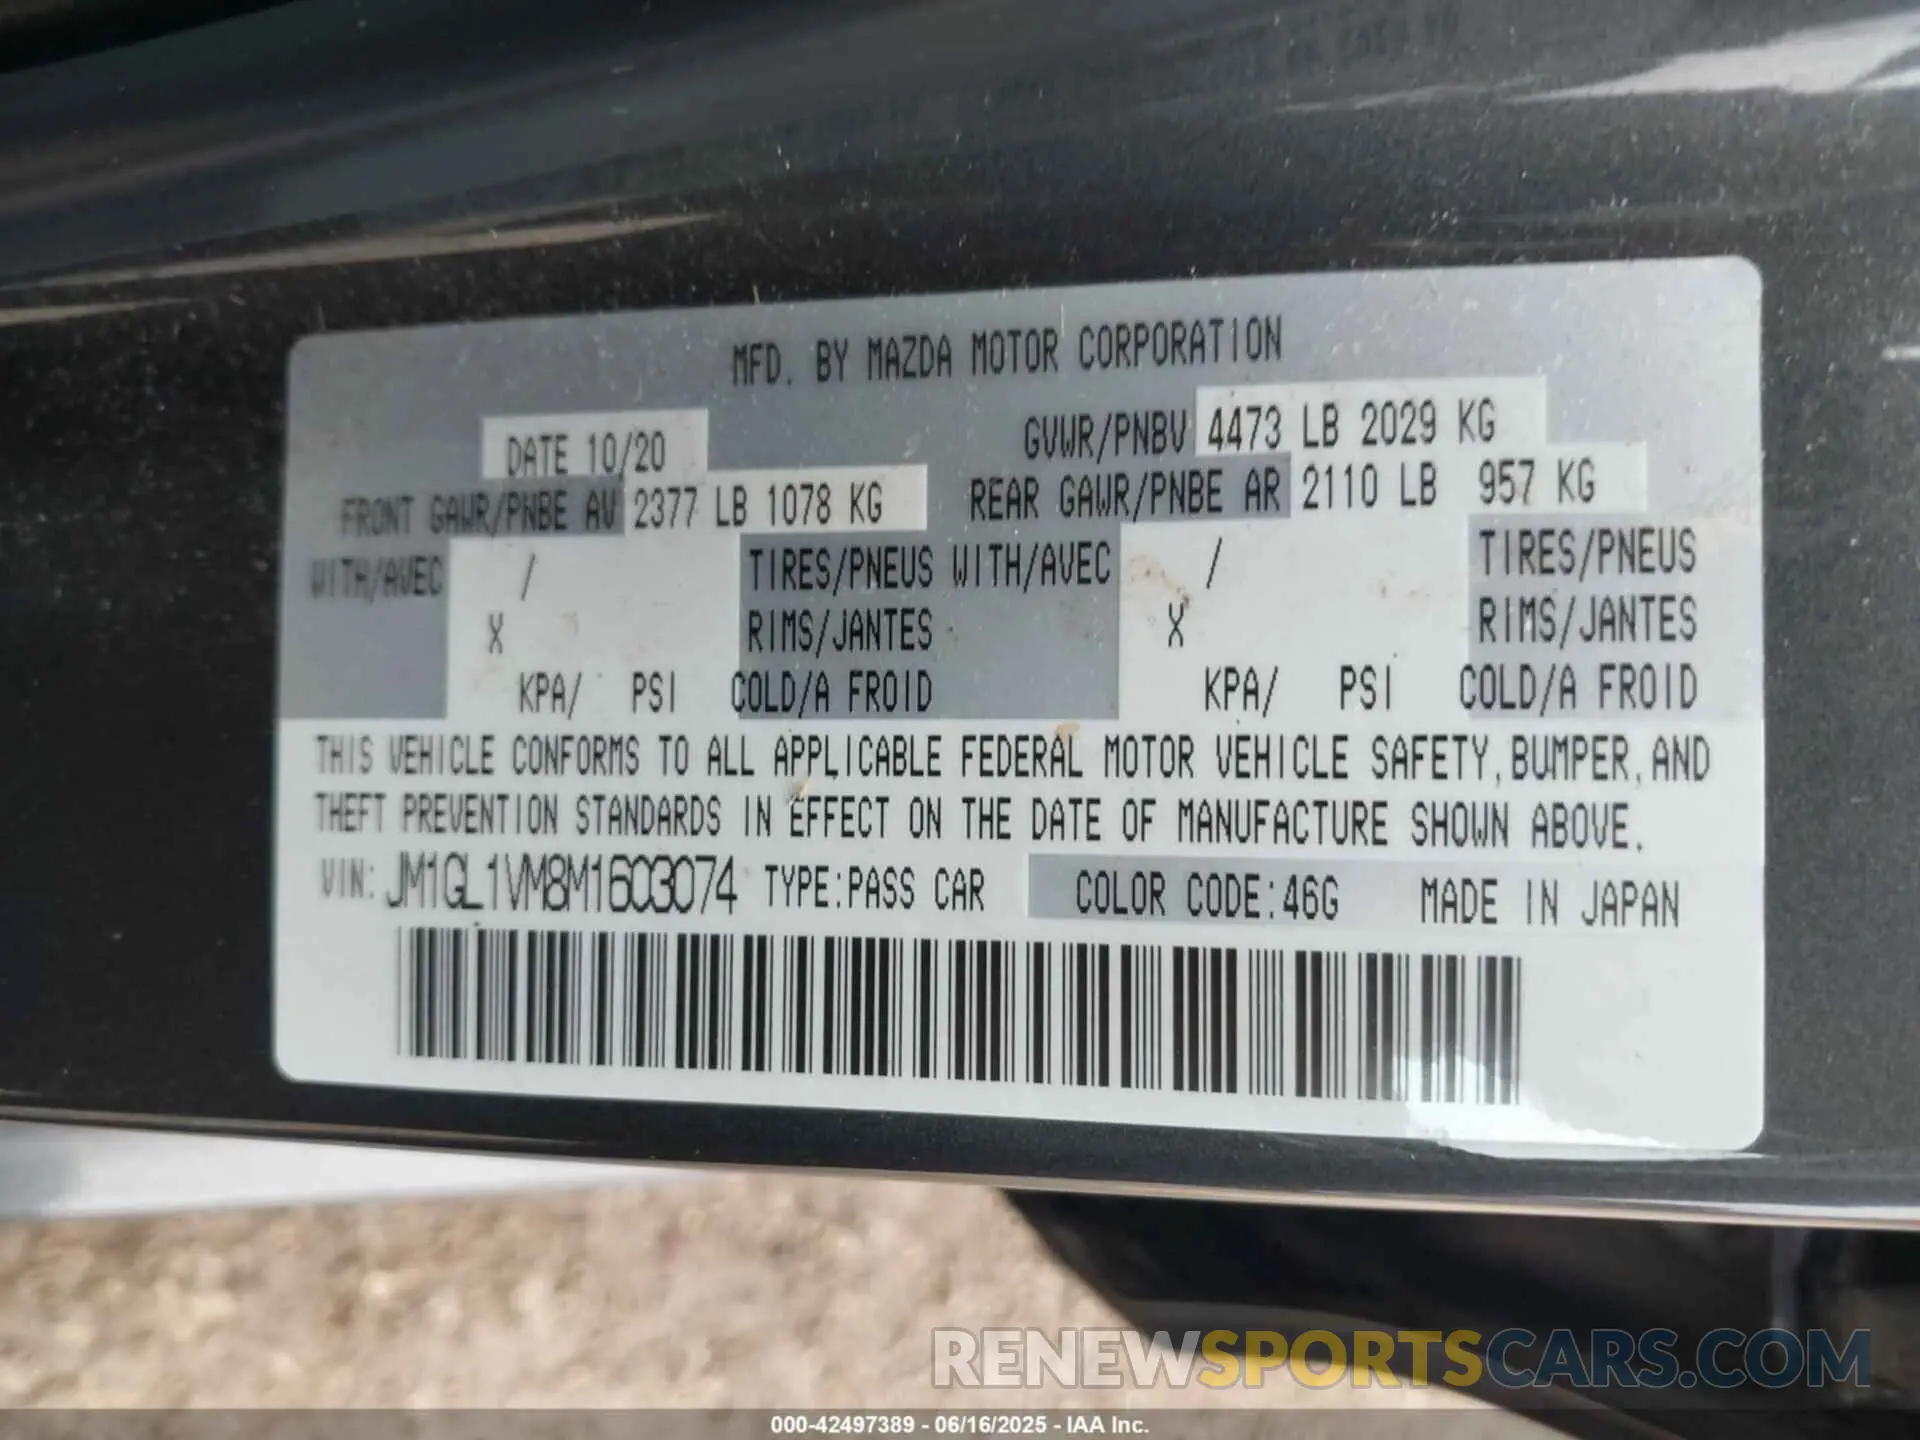 MFD. BY MAZDA MOTOR CORPORATION
DATE 10/20 GVWR/PNBV 4473 LB 2029 KG
FRONT GAWR/PNBE AV 2377 LB 1078 KG REAR GAWR/PNBE AR 2110 LB 957 KG
WITH/AVEC / TIRES/PNEUS WITH/AVEC / TIRES/PNEUS
X RIMS/JANTES X RIMS/JANTES
KPA/ PSI COLD/A FROID KPA/ PSI COLD/A FROID
THIS VEHICLE CONFORMS TO ALL APPLICABLE FEDERAL MOTOR VEHICLE SAFETY, BUMPER, AND
THEFT PREVENTION STANDARDS IN EFFECT ON THE DATE OF MANUFACTURE SHOWN ABOVE.
VIN: JM1GL1VM8M1603074 TYPE:PASS CAR COLOR CODE:46G MADE IN JAPAN
RENEWSPORTSCARS.COM
000-42497389 - 06/16/2025 - IAA Inc.